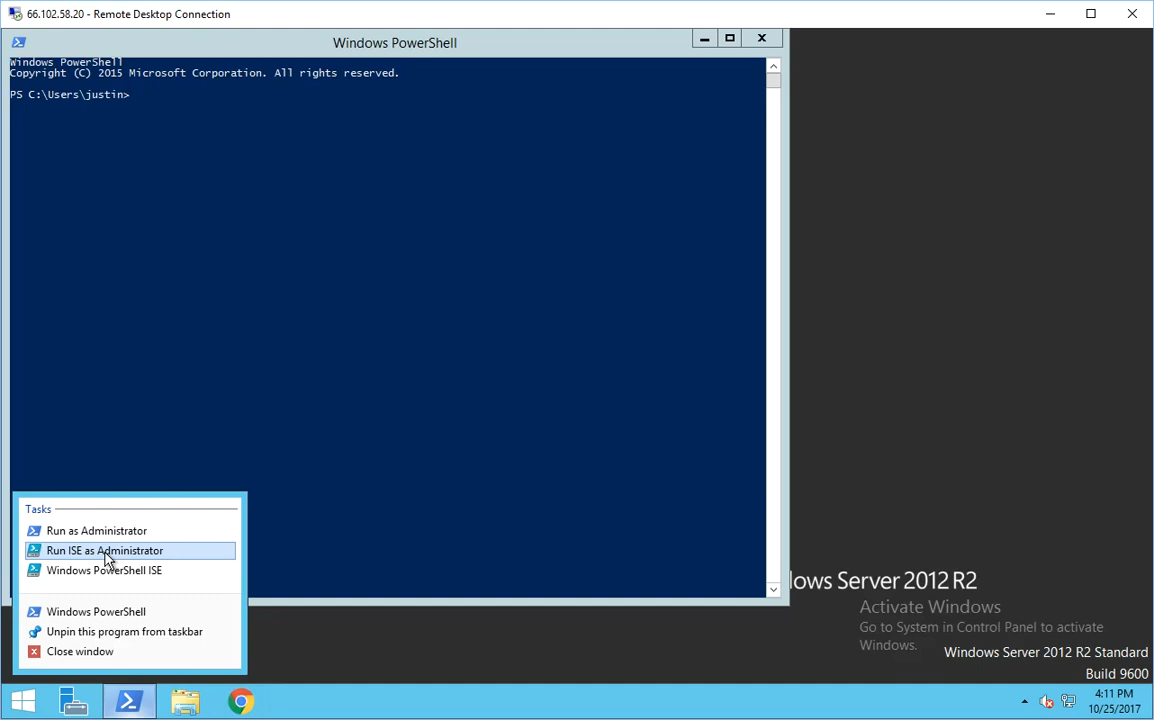 66.102.58.20 - Remote Desktop Connection
Windows PowerShell
Windows PowerShell
Copyright (C) 2015 Microsoft Corporation. All rights reserved.
PS C:\Users\justin>
Tasks
Run as Administrator
Run ISE as Administrator
Windows PowerShell ISE
Windows PowerShell
Unpin this program from taskbar
Close window
lows Server 2012 R2
Activate Windows
Go to System in Control Panel to activate
Windows.
Windows Server 2012 R2 Standard
Build 9600
4:11 PM
10/25/2017